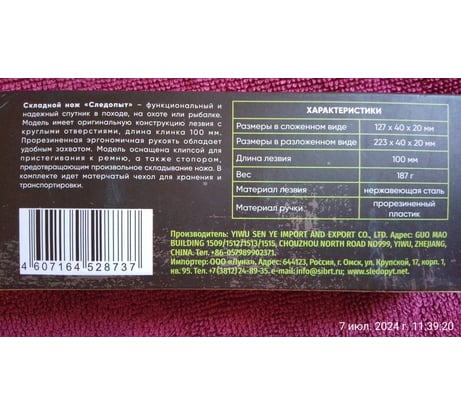 Складной нож «Следопыт» – функциональный и
надежный спутник в походе, на охоте или рыбалке.
Модель имеет оригинальную конструкцию лезвия с
круглыми отверстиями, длина клинка 100 мм.
Прорезиненная эргономичная рукоять обладает
удобным захватом. Модель оснащена клипсой для
пристегивания к ремню, а также стопором,
предотвращающим произвольное складывание ножа. В
комплекте идет матерчатый чехол для хранения и
транспортировки.
ХАРАКТЕРИСТИКИ
Размеры в сложенном виде 127 х 40 х 20 мм
Размеры в разложенном виде 223 х 40 х 20 мм
Длина лезвия 100 мм
Вес 187 г
Материал лезвия нержавеющая сталь
Материал ручки прорезиненный
пластик
4 607164 528737
Производитель: YIWU SEN YE IMPORT AND EXPORT CO., LTD. Адрес: GUO MAO
BUILDING 1509/1512/1513/1515, CHOUZHOU NORTH ROAD NO999, YIWU, ZHEJIANG,
CHINA. Тел. +86-057989902371.
Импортер: ООО «Луна», Адрес: 644123, Россия, г. Омск, ул. Крупской, 17, корп. 1,
кв. 95. Тел. +7(3812)24-89-35. e-mail: info@sibrt.ru, www.sledopyt.net.
7 июл. 2024 г. 11:39:20